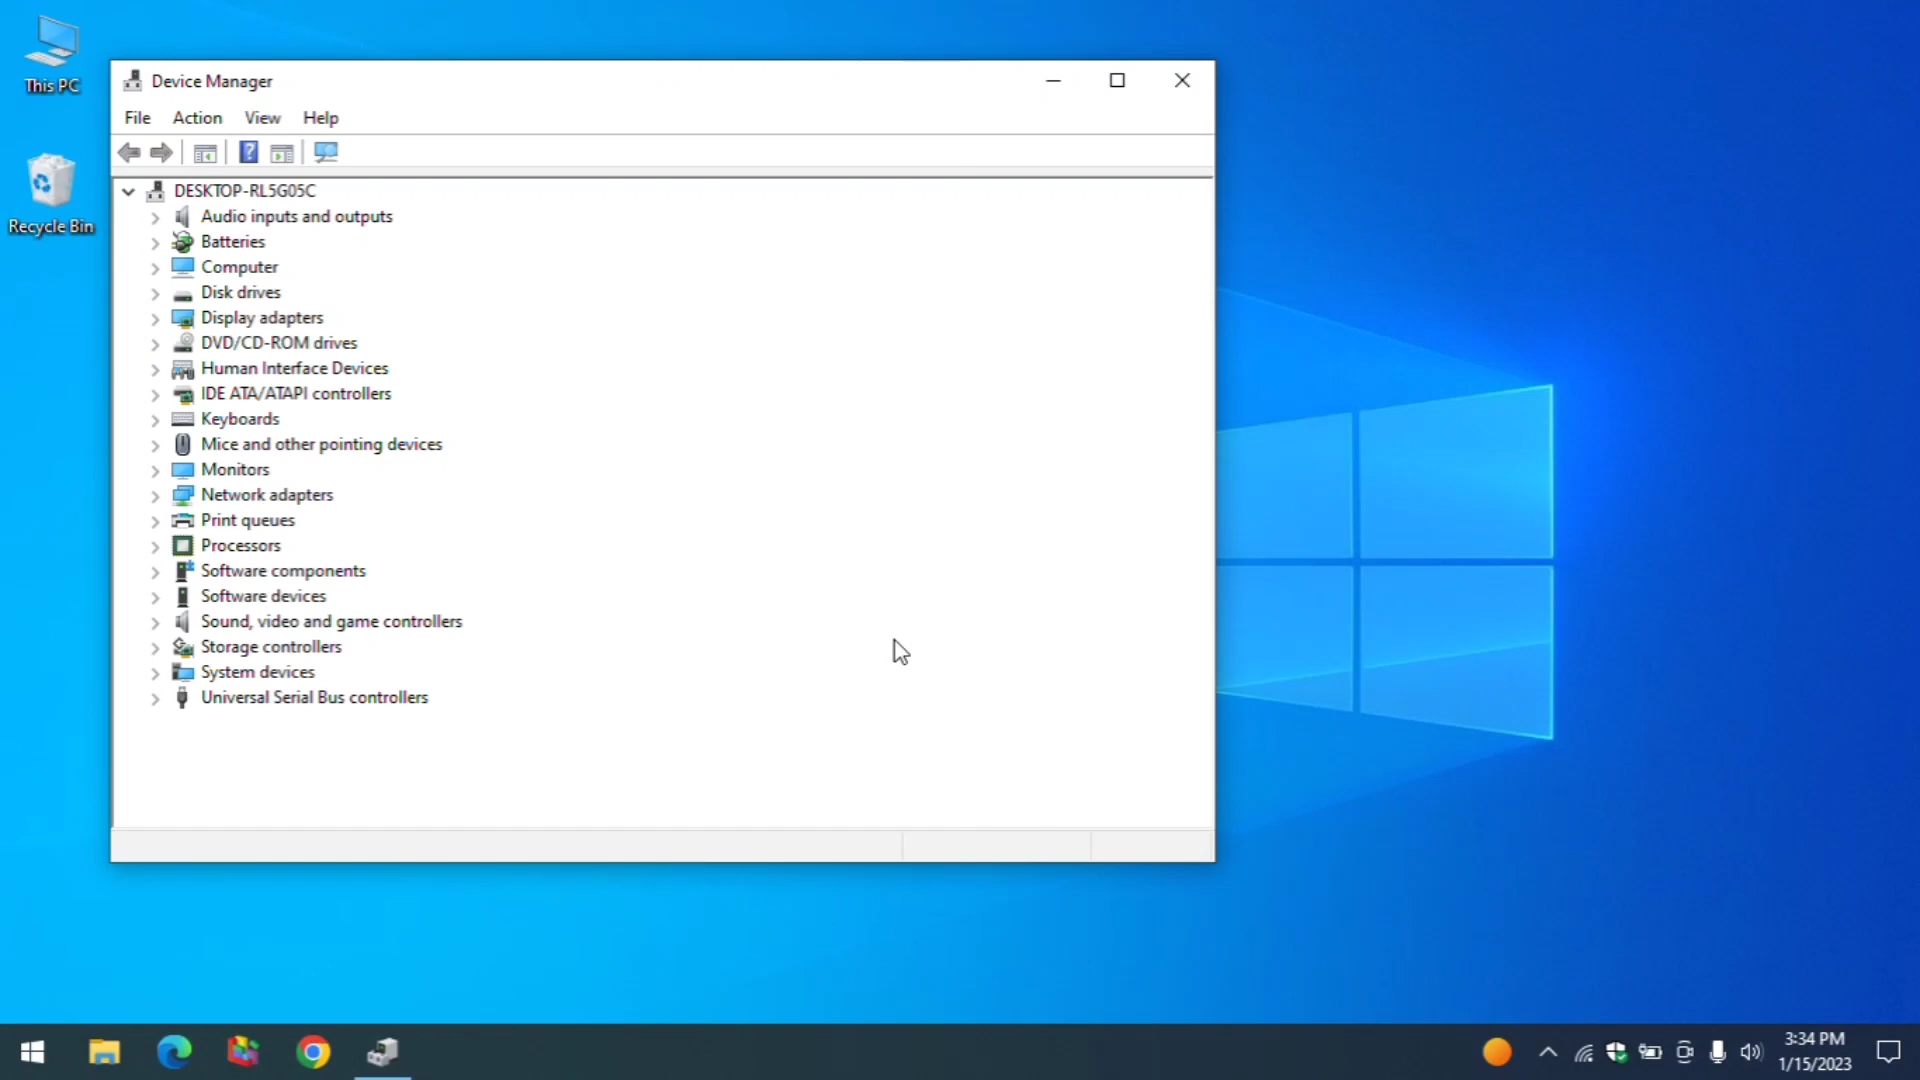 This PC
Recycle Bin
Device Manager
File Action View Help
DESKTOP-RL5G05C
Audio inputs and outputs
Batteries
Computer
Disk drives
Display adapters
DVD/CD-ROM drives
Human Interface Devices
IDE ATA/ATAPI controllers
Keyboards
Mice and other pointing devices
Monitors
Network adapters
Print queues
Processors
Software components
Software devices
Sound, video and game controllers
Storage controllers
System devices
Universal Serial Bus controllers
3:34 PM
1/15/2023